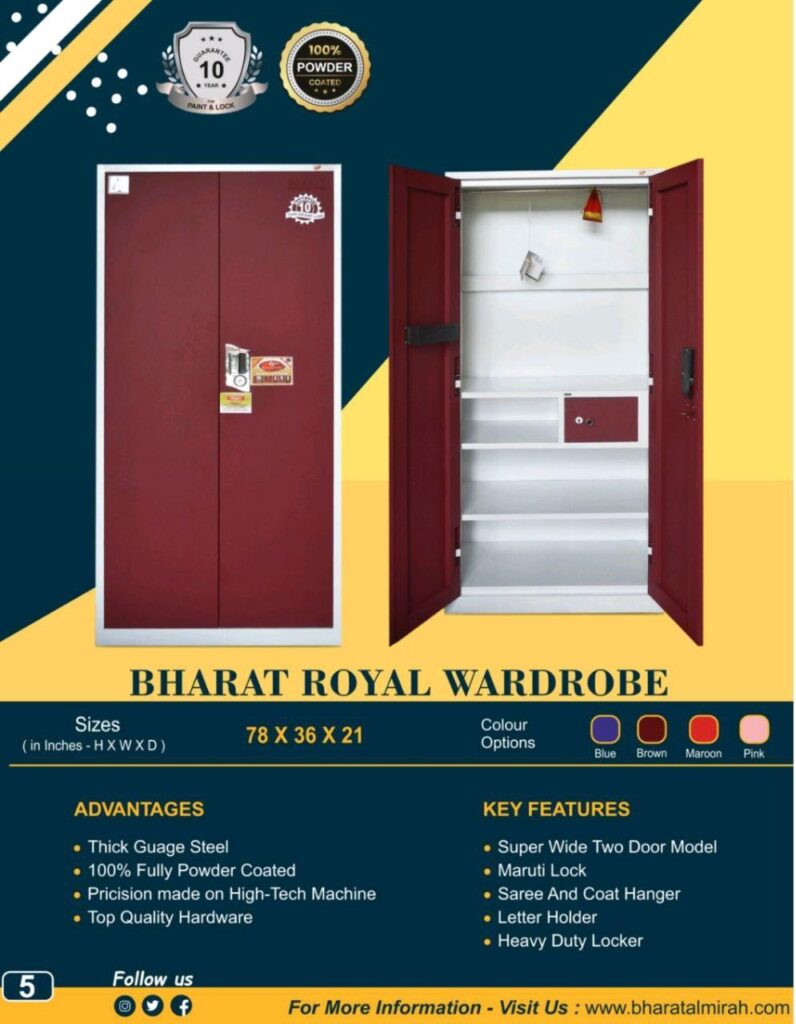 GUARANTEE
10
YEAR
FOR
PAINT & LOCK
100%
POWDER
COATED
10
BHARAT ROYAL WARDROBE
Sizes
( in Inches - H X W X D )
78 X 36 X 21
Colour
Options
Blue
Brown
Maroon
Pink
ADVANTAGES
Thick Guage Steel
100% Fully Powder Coated
Pricision made on High-Tech Machine
Top Quality Hardware
KEY FEATURES
Super Wide Two Door Model
Maruti Lock
Saree And Coat Hanger
Letter Holder
Heavy Duty Locker
5
Follow us
For More Information - Visit Us : www.bharatalmirah.com